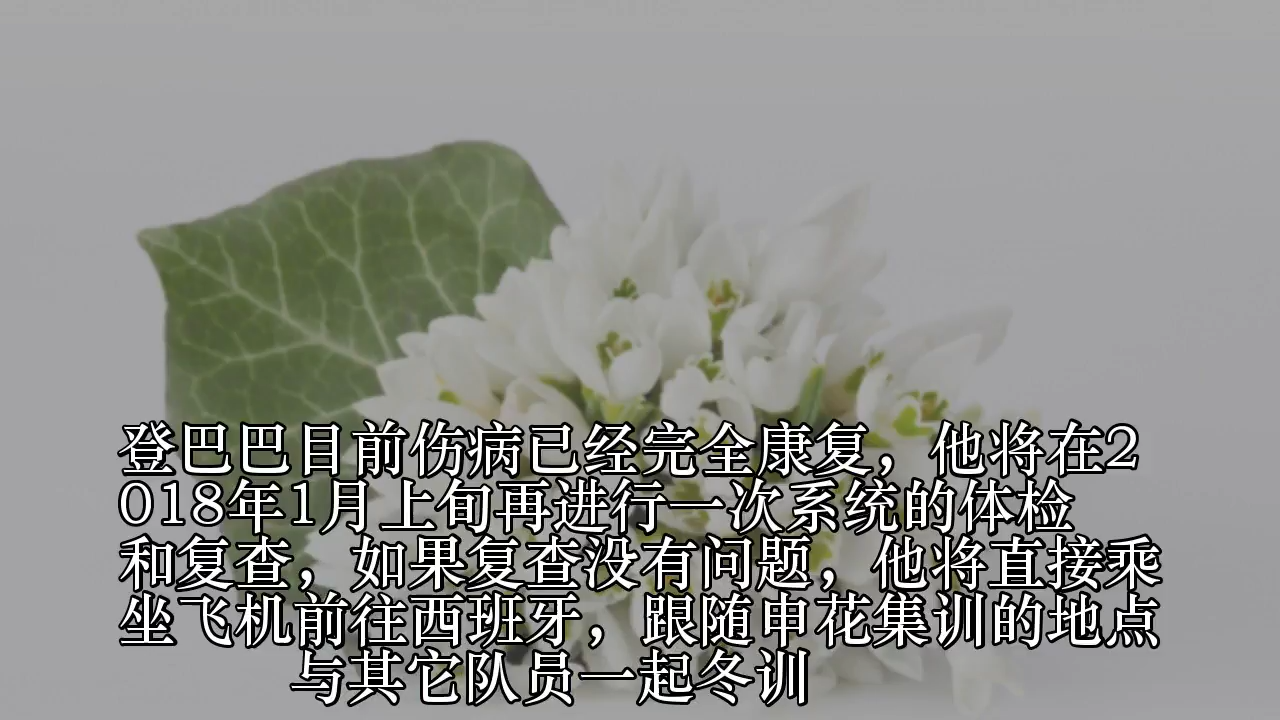 登巴巴目前伤病已经完全康复，他将在2
018年1月上旬再进行一次系统的体检
和复查，如果复查没有问题，他将直接乘
坐飞机前往西班牙，跟随申花集训的地点
与其它队员一起冬训